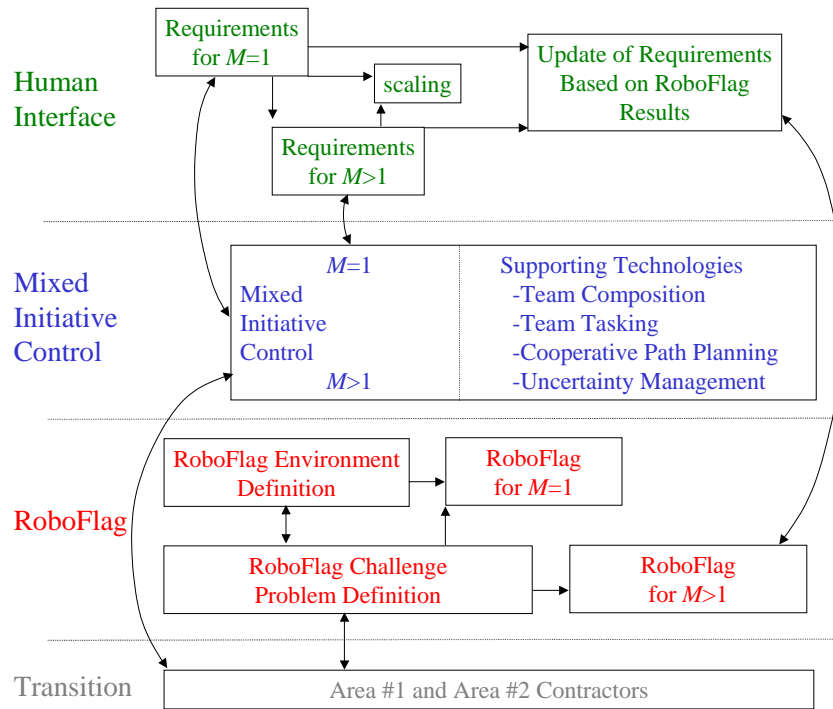 Human
Interface
Requirements
for M=1
scaling
Requirements
for M>1
Update of Requirements
Based on RoboFlag
Results
Mixed
Initiative
Control
M=1
Mixed
Initiative
Control
M>1
Supporting Technologies
-Team Composition
-Team Tasking
-Cooperative Path Planning
-Uncertainty Management
RoboFlag
RoboFlag Environment
Definition
RoboFlag
for M=1
RoboFlag Challenge
Problem Definition
RoboFlag
for M>1
Transition
Area #1 and Area #2 Contractors